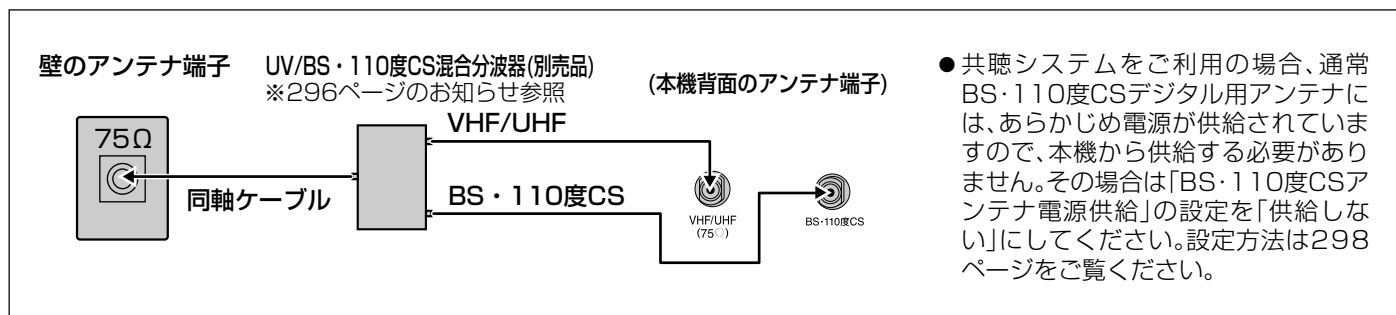 壁のアンテナ端子
UV/BS・110度CS混合分波器(別売品)
※296ページのお知らせ参照
(本機背面のアンテナ端子)
75Ω
VHF/UHF
同軸ケーブル
BS・110度CS
VHF/UHF
(75Ω)
BS・110度CS
●共聴システムをご利用の場合、通常
BS・110度CSデジタル用アンテナに
は、あらかじめ電源が供給されていま
すので、本機から供給する必要があり
ません。その場合は「BS・110度CSア
ンテナ電源供給」の設定を「供給しな
い」にしてください。設定方法は298
ページをご覧ください。